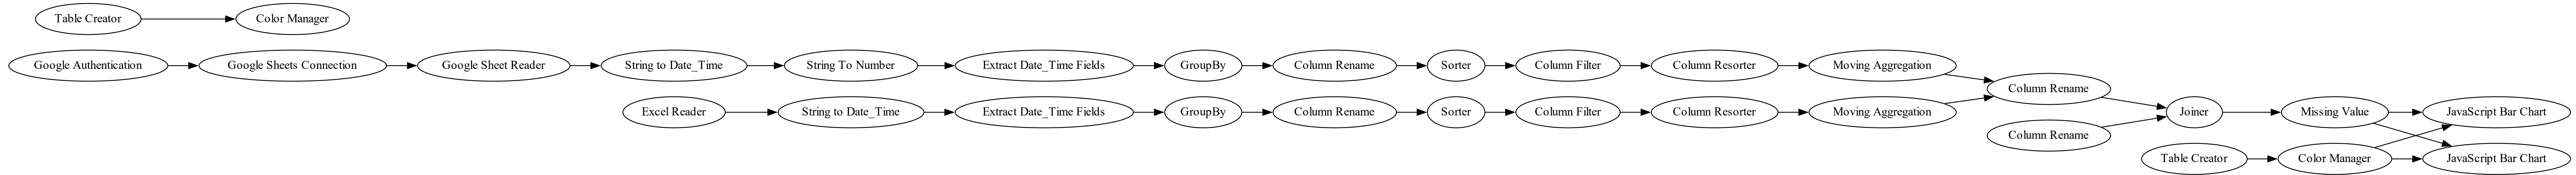 Table Creator
Color Manager
Google Authentication
Google Sheets Connection
Google Sheet Reader
String to Date_Time
String To Number
Extract Date_Time Fields
GroupBy
Column Rename
Sorter
Column Filter
Column Resorter
Moving Aggregation
Column Rename
Excel Reader
String to Date_Time
Extract Date_Time Fields
GroupBy
Column Rename
Sorter
Column Filter
Column Resorter
Moving Aggregation
Joiner
Missing Value
JavaScript Bar Chart
Column Rename
Table Creator
Color Manager
JavaScript Bar Chart